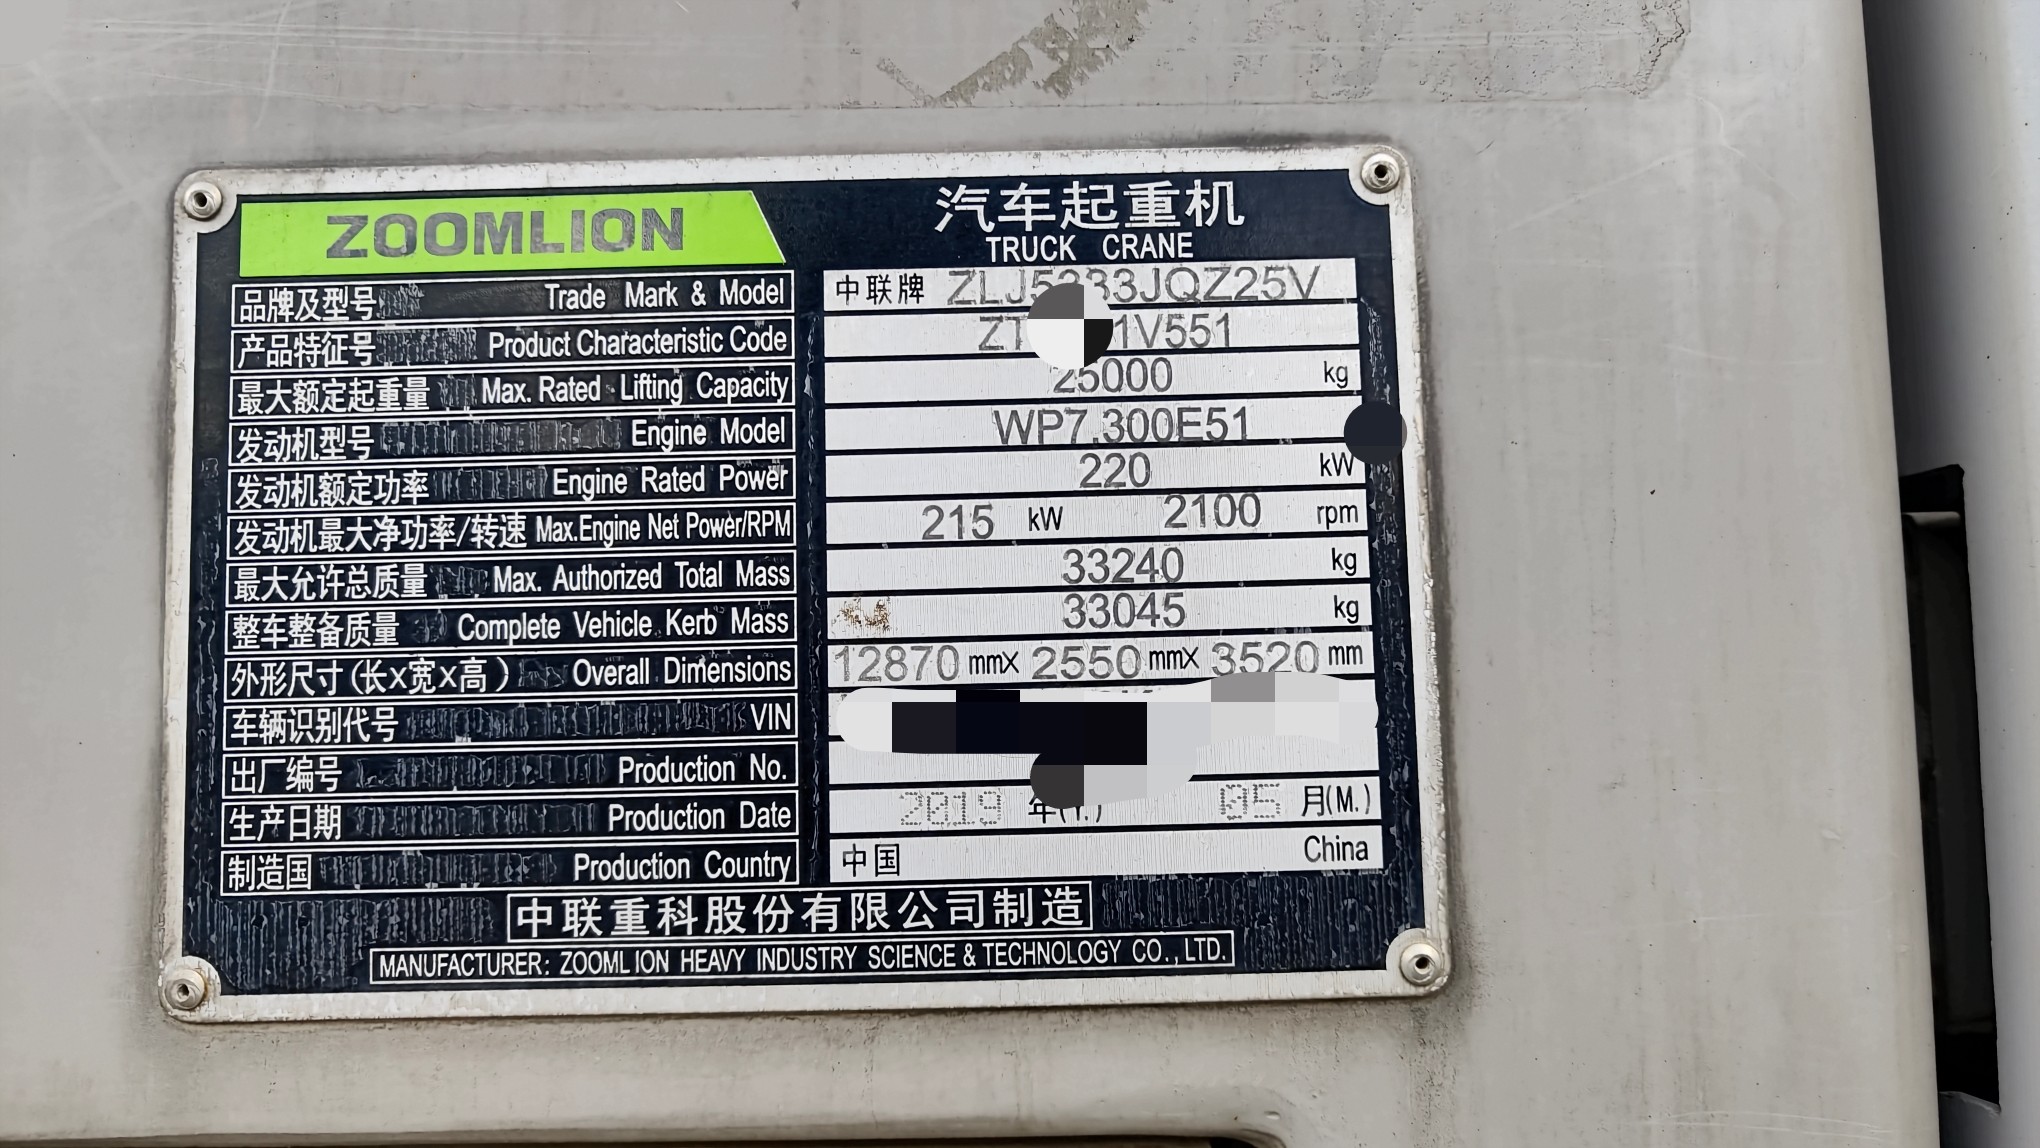 ZOOMLION
汽车起重机
TRUCK CRANE
品牌及型号 Trade Mark & Model 中联牌 ZLJ5333JQZ25V
产品特征号 Product Characteristic Code
最大额定起重量 Max. Rated Lifting Capacity 25000 kg
发动机型号 Engine Model WP7.300E51
发动机额定功率 Engine Rated Power 220 kW
发动机最大净功率/转速 Max.Engine Net Power/RPM 215 kW 2100 rpm
最大允许总质量 Max. Authorized Total Mass 33240 kg
整车整备质量 Complete Vehicle Kerb Mass 33045 kg
外形尺寸(长X宽X高) Overall Dimensions 12870 mmX 2550 mmX 3520 mm
车辆识别代号 VIN
出厂编号 Production No.
生产日期 Production Date 2019 年(Y.) 05 月(M.)
制造国 Production Country 中国 China
中联重科股份有限公司制造
MANUFACTURER: ZOOMLION HEAVY INDUSTRY SCIENCE & TECHNOLOGY CO., LTD.